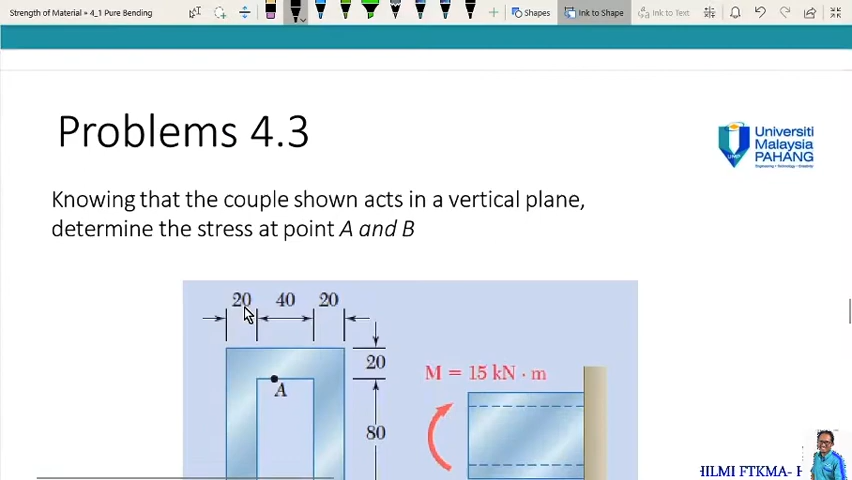 Strength of Material » 4_1 Pure Bending
Shapes
Ink to Shape
Ink to Text
Problems 4.3
Universiti
Malaysia
PAHANG
Knowing that the couple shown acts in a vertical plane,
determine the stress at point A and B
20 40 20
20
A
M = 15 kN · m
80
HILMI FTKMA- H